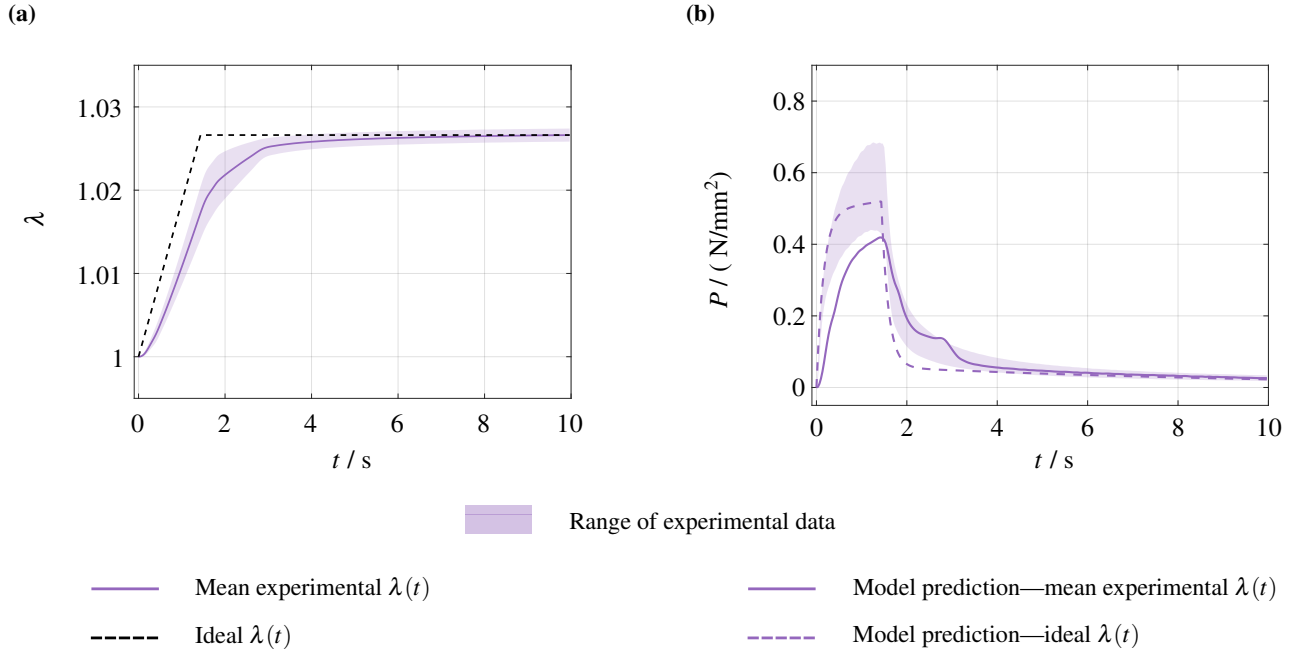 (a)
(b)
1.03
1.02
1.01
1
λ
0 2 4 6 8 10
t / s
0.8
0.6
0.4
0.2
0
P / ( N/mm²)
0 2 4 6 8 10
t / s
Range of experimental data
Mean experimental λ(t)
Ideal λ(t)
Model prediction—mean experimental λ(t)
Model prediction—ideal λ(t)